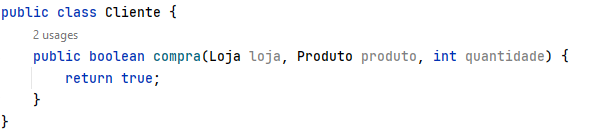 public class Cliente {
2 usages
public boolean compra(Loja loja, Produto produto, int quantidade) {
return true;
}
}